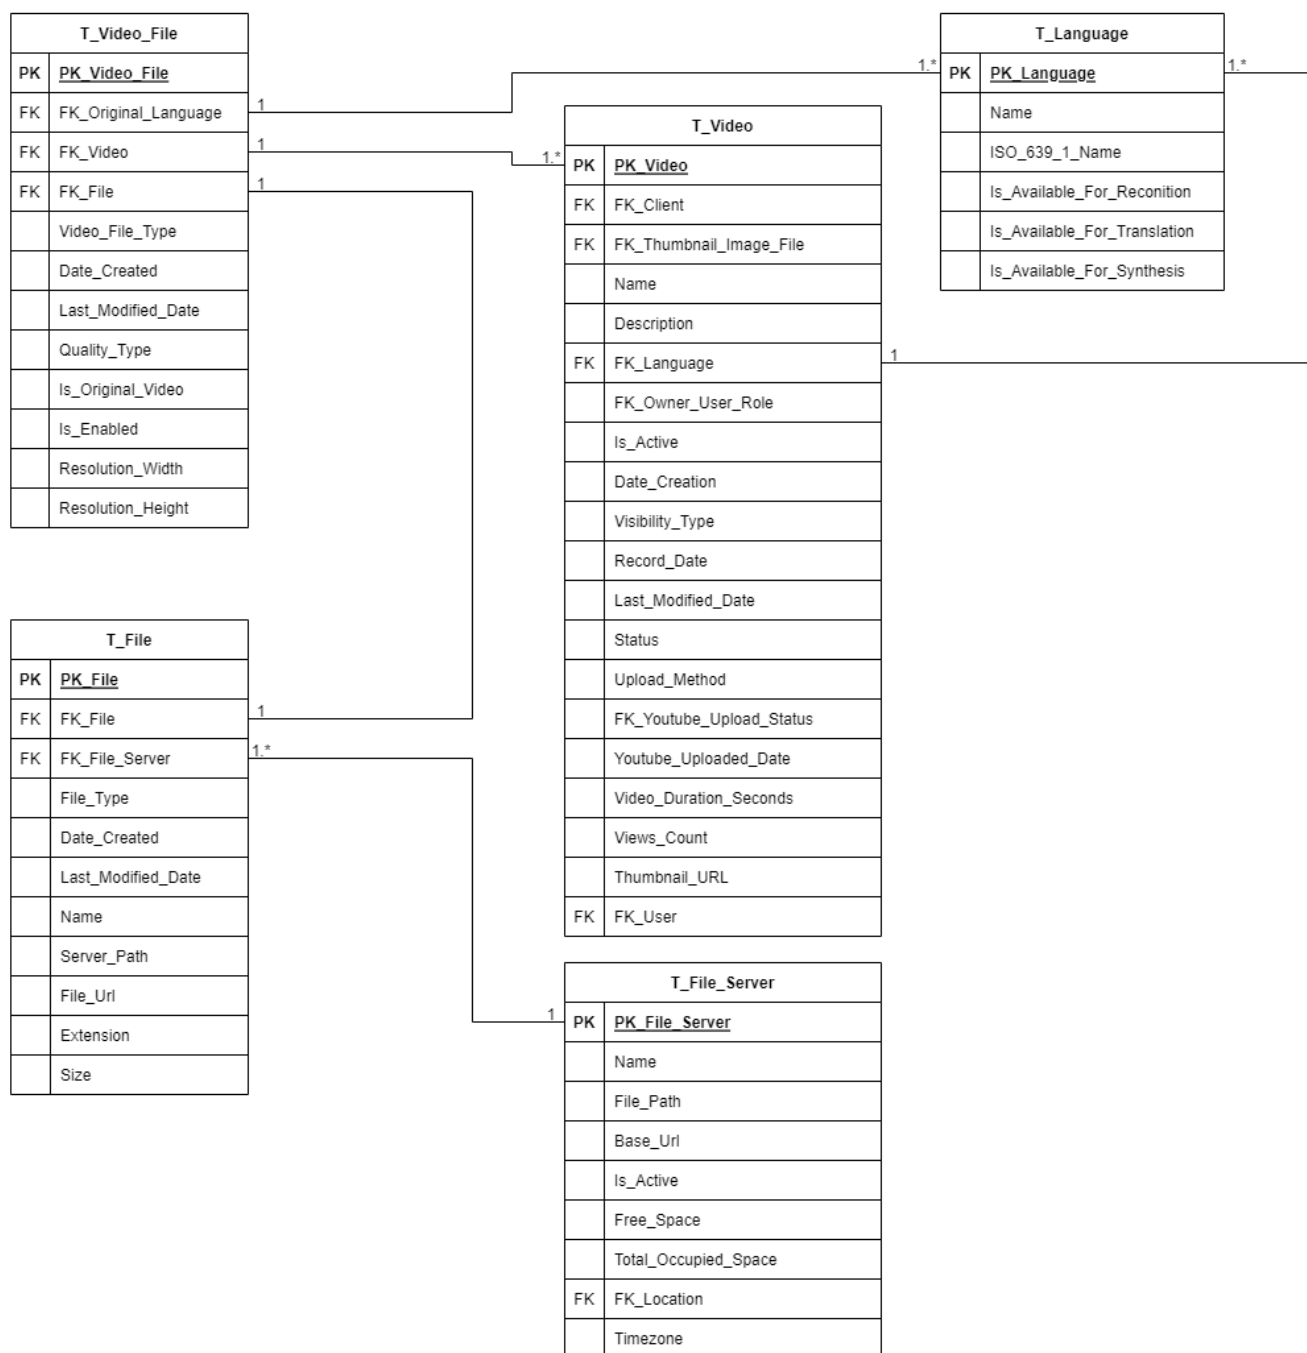 T_Video_File
PK PK_Video_File
FK FK_Original_Language
FK FK_Video
FK FK_File
Video_File_Type
Date_Created
Last_Modified_Date
Quality_Type
Is_Original_Video
Is_Enabled
Resolution_Width
Resolution_Height
1
1
1
1.*
1.*
1.*
T_Language
PK PK_Language
Name
ISO_639_1_Name
Is_Available_For_Reconition
Is_Available_For_Translation
Is_Available_For_Synthesis
T_Video
PK PK_Video
FK FK_Client
FK FK_Thumbnail_Image_File
Name
Description
FK FK_Language
1
FK_Owner_User_Role
Is_Active
Date_Creation
Visibility_Type
Record_Date
Last_Modified_Date
Status
Upload_Method
FK_Youtube_Upload_Status
Youtube_Uploaded_Date
Video_Duration_Seconds
Views_Count
Thumbnail_URL
FK FK_User
T_File
PK PK_File
FK FK_File
1
FK FK_File_Server
1.*
File_Type
Date_Created
Last_Modified_Date
Name
Server_Path
File_Url
Extension
Size
T_File_Server
1
PK PK_File_Server
Name
File_Path
Base_Url
Is_Active
Free_Space
Total_Occupied_Space
FK FK_Location
Timezone